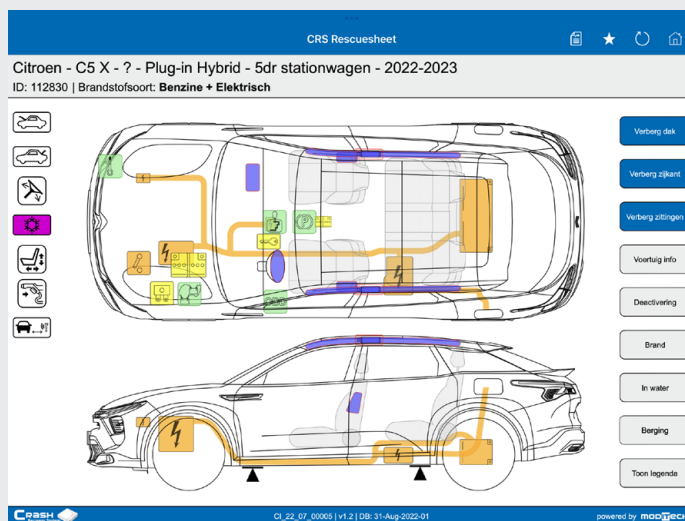 CRS Rescuesheet
Citroen - C5 X - ? - Plug-in Hybrid - 5dr stationwagen - 2022-2023
ID: 112830 | Brandstofsoort: Benzine + Elektrisch
Verberg dak
Verberg zijkant
Verberg zittingen
Voertuig info
Deactivering
Brand
In water
Berging
Toon legenda
CRASH
CI_22_07_00005 | v1.2 | DB: 31-Aug-2022-01
powered by MODITECH